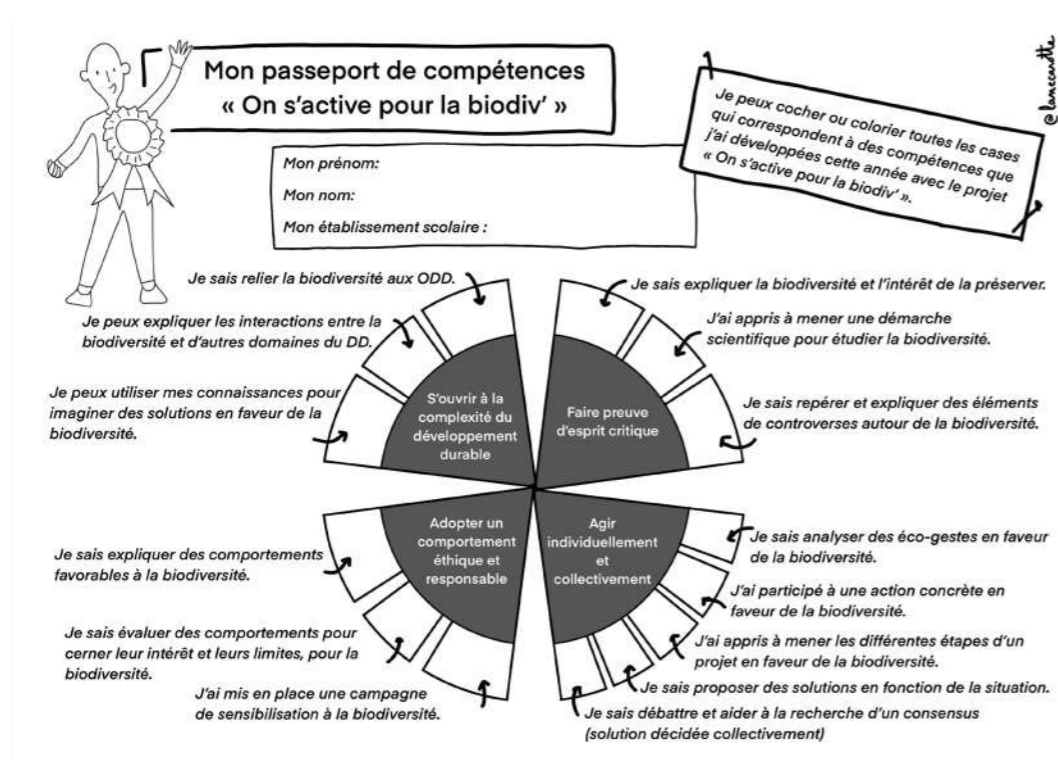 Mon passeport de compétences
« On s'active pour la biodiv' »
@lamecarotte
Je peux cocher ou colorier toutes les cases
qui correspondent à des compétences que
j'ai développées cette année avec le projet
« On s'active pour la biodiv' ».
Mon prénom:
Mon nom:
Mon établissement scolaire :
Je sais relier la biodiversité aux ODD.
Je peux expliquer les interactions entre la
biodiversité et d'autres domaines du DD.
Je peux utiliser mes connaissances pour
imaginer des solutions en faveur de la
biodiversité.
S'ouvrir à la
complexité du
développement
durable
Je sais expliquer la biodiversité et l'intérêt de la préserver.
J'ai appris à mener une démarche
scientifique pour étudier la biodiversité.
Je sais repérer et expliquer des éléments
de controverses autour de la biodiversité.
Faire preuve
d'esprit critique
Adopter un
comportement
éthique et
responsable
Je sais expliquer des comportements
favorables à la biodiversité.
Je sais évaluer des comportements pour
cerner leur intérêt et leurs limites, pour la
biodiversité.
J'ai mis en place une campagne
de sensibilisation à la biodiversité.
Agir
individuellement
et
collectivement
Je sais analyser des éco-gestes en faveur
de la biodiversité.
J'ai participé à une action concrète en
faveur de la biodiversité.
J'ai appris à mener les différentes étapes d'un
projet en faveur de la biodiversité.
Je sais proposer des solutions en fonction de la situation.
Je sais débattre et aider à la recherche d'un consensus
(solution décidée collectivement)